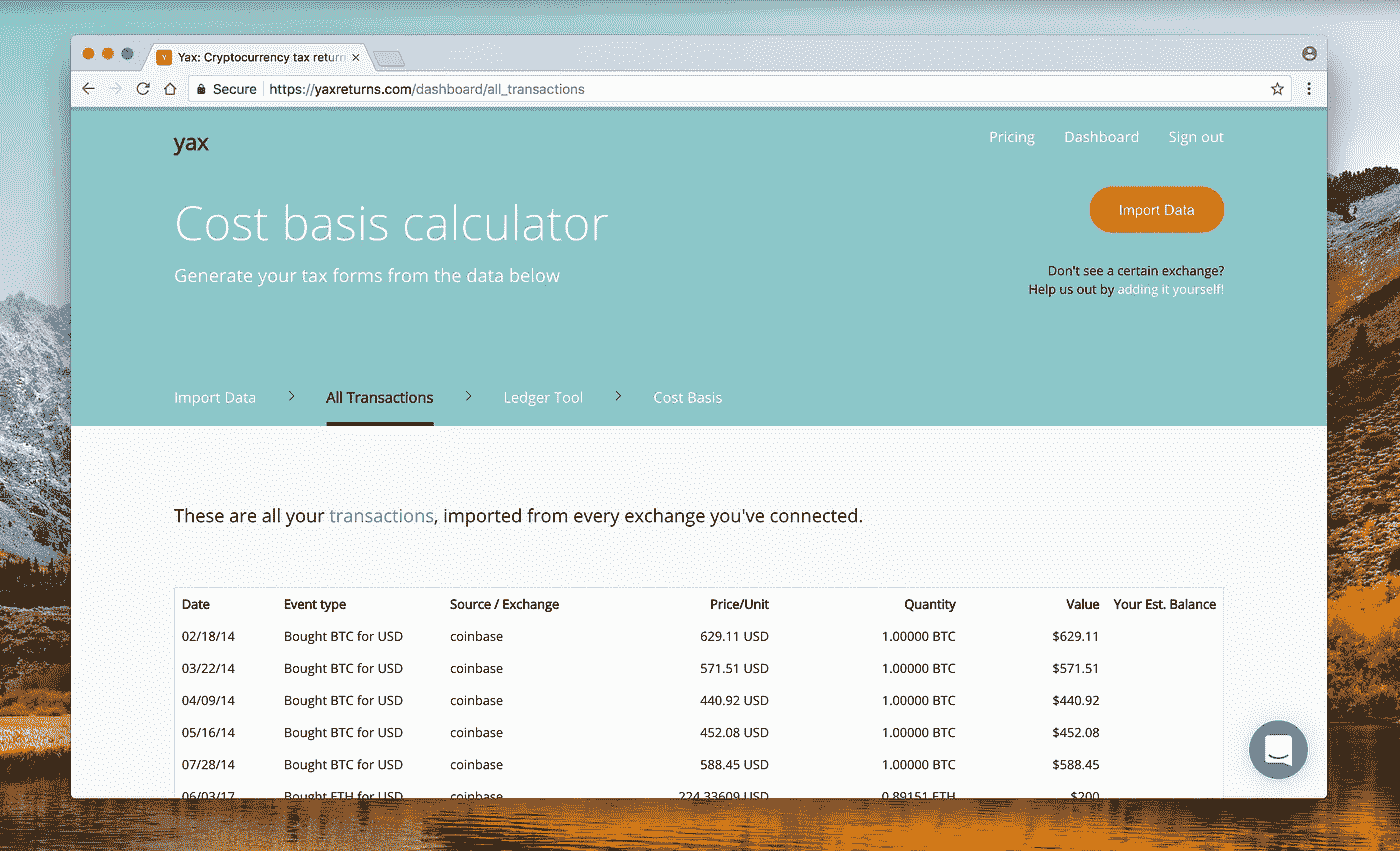 Yax: Cryptocurrency tax return
Secure https://yaxreturns.com/dashboard/all_transactions
yax
Pricing Dashboard Sign out
Cost basis calculator
Import Data
Generate your tax forms from the data below
Don't see a certain exchange?
Help us out by adding it yourself!
Import Data > All Transactions > Ledger Tool > Cost Basis
These are all your transactions, imported from every exchange you've connected.
Date Event type Source / Exchange Price/Unit Quantity Value Your Est. Balance
02/18/14 Bought BTC for USD coinbase 629.11 USD 1.00000 BTC $629.11
03/22/14 Bought BTC for USD coinbase 571.51 USD 1.00000 BTC $571.51
04/09/14 Bought BTC for USD coinbase 440.92 USD 1.00000 BTC $440.92
05/16/14 Bought BTC for USD coinbase 452.08 USD 1.00000 BTC $452.08
07/28/14 Bought BTC for USD coinbase 588.45 USD 1.00000 BTC $588.45
06/03/17 Bought ETH for USD coinbase 224.33609 USD 0.89151 ETH $200